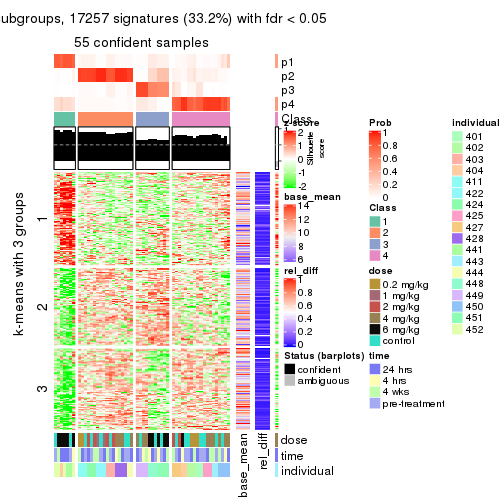 ubgroups, 17257 signatures (33.2%) with fdr < 0.05
55 confident samples
p1
p2
p3
p4
Class
1
Silhouette
score
k-means with 3 groups
1
2
3
dose
time
individual
base_mean
rel_diff
z-score
2
1
0
-1
-2
base_mean
14
12
10
8
6
rel_diff
1
0.8
0.6
0.4
0.2
0
Status (barplots)
confident
ambiguous
Prob
1
0.8
0.6
0.4
0.2
0
Class
1
2
3
4
dose
0.2 mg/kg
1 mg/kg
2 mg/kg
4 mg/kg
6 mg/kg
control
time
24 hrs
4 hrs
4 wks
pre-treatment
individual
401
402
403
404
411
422
424
425
427
428
441
443
444
448
449
450
451
452